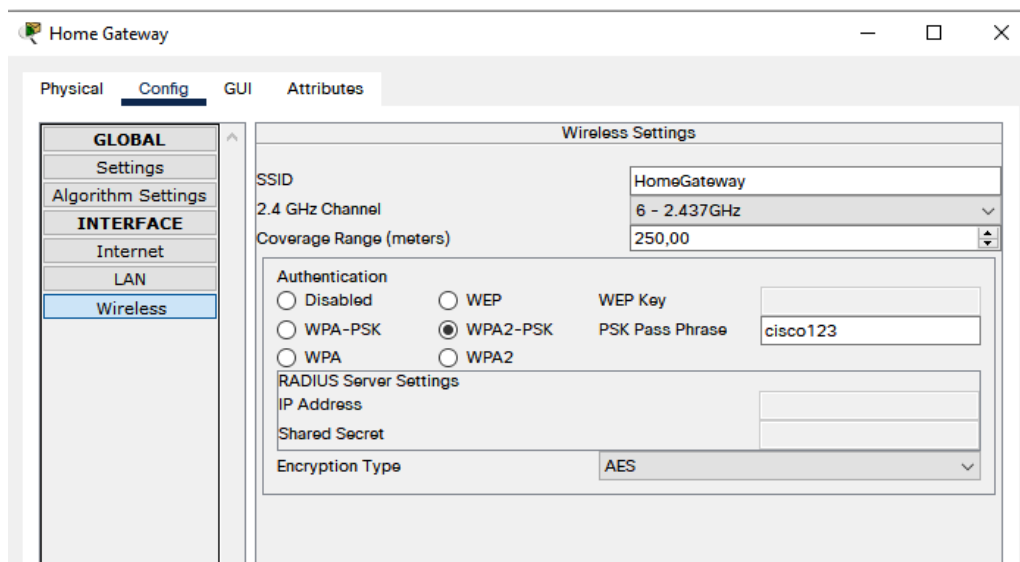 Home Gateway
Physical Config GUI Attributes
GLOBAL
Settings
Algorithm Settings
INTERFACE
Internet
LAN
Wireless
Wireless Settings
SSID HomeGateway
2.4 GHz Channel 6 - 2.437GHz
Coverage Range (meters) 250,00
Authentication
Disabled WEP WEP Key
WPA-PSK WPA2-PSK PSK Pass Phrase cisco123
WPA WPA2
RADIUS Server Settings
IP Address
Shared Secret
Encryption Type AES